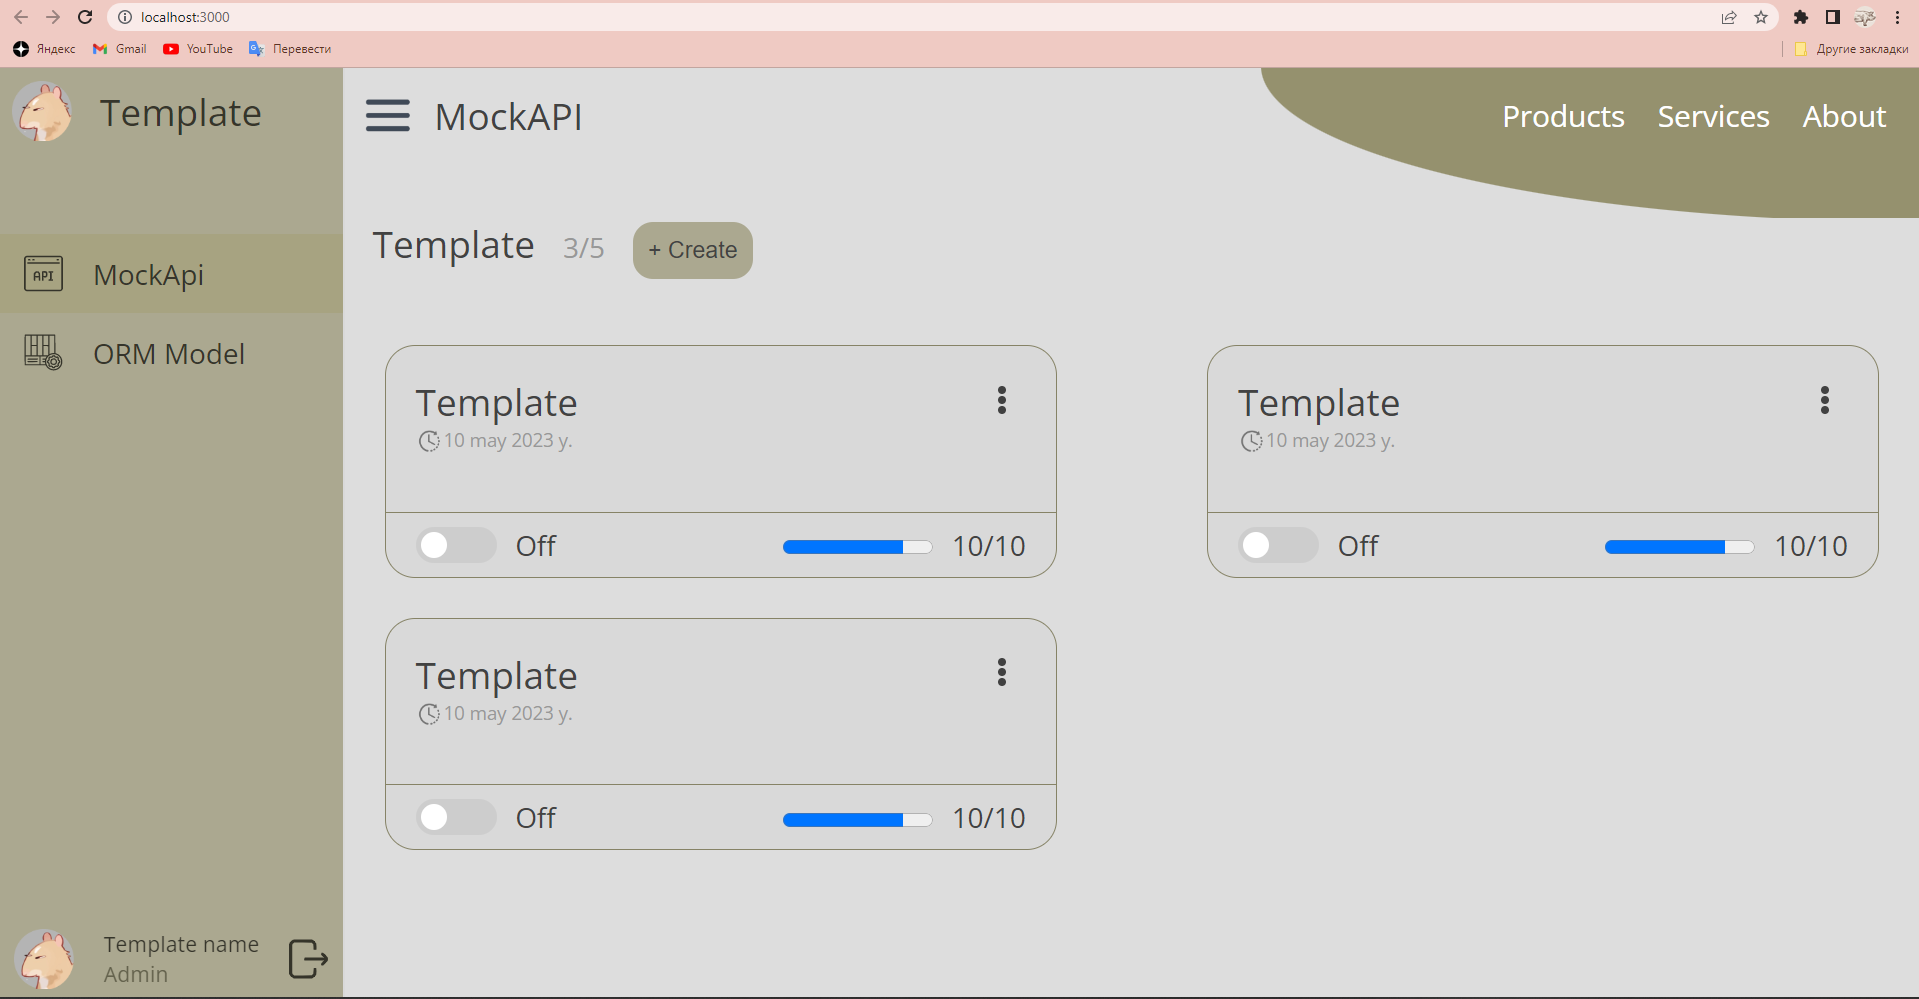 localhost:3000
Яндекс Gmail YouTube Перевести Другие закладки
Template
MockAPI
Products Services About
Template 3/5 + Create
API MockApi
ORM Model
Template
10 may 2023 y.
Off 10/10
Template
10 may 2023 y.
Off 10/10
Template
10 may 2023 y.
Off 10/10
Template name
Admin